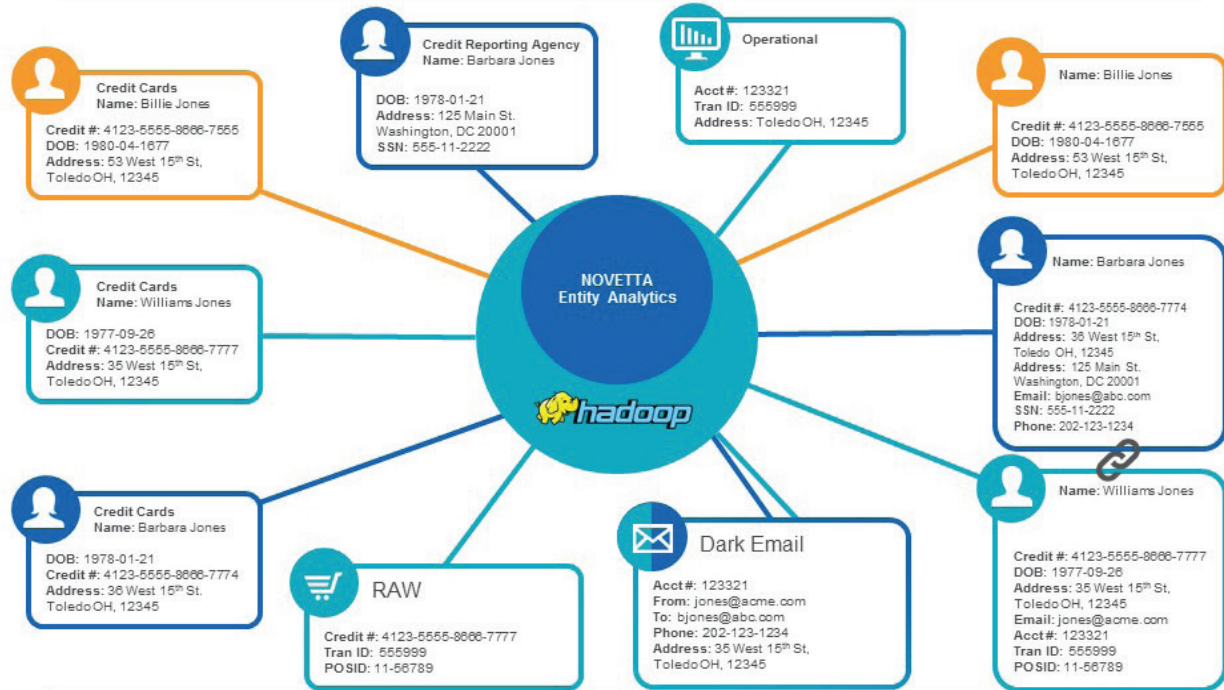 Credit Cards
Name: Billie Jones
Credit #: 4123-5555-8666-7555
DOB: 1980-04-1677
Address: 53 West 15th St,
Toledo OH, 12345
Credit Reporting Agency
Name: Barbara Jones
DOB: 1978-01-21
Address: 125 Main St.
Washington, DC 20001
SSN: 555-11-2222
Operational
Acct #: 123321
Tran ID: 555999
Address: Toledo OH, 12345
Name: Billie Jones
Credit #: 4123-5555-8666-7555
DOB: 1980-04-1677
Address: 53 West 15th St,
Toledo OH, 12345
Credit Cards
Name: Williams Jones
DOB: 1977-09-26
Credit #: 4123-5555-8666-7777
Address: 35 West 15th St,
Toledo OH, 12345
NOVETTA
Entity Analytics
hadoop
Name: Barbara Jones
Credit #: 4123-5555-8666-7774
DOB: 1978-01-21
Address: 36 West 15th St,
Toledo OH, 12345
Address: 125 Main St.
Washington, DC 20001
Email: bjones@abc.com
SSN: 555-11-2222
Phone: 202-123-1234
Credit Cards
Name: Barbara Jones
DOB: 1978-01-21
Credit #: 4123-5555-8666-7774
Address: 36 West 15th St.
Toledo OH, 12345
RAW
Credit #: 4123-5555-8666-7777
Tran ID: 555999
POSID: 11-56789
Dark Email
Acct #: 123321
From: jones@acme.com
To: bjones@abc.com
Phone: 202-123-1234
Address: 35 West 15th St,
Toledo OH, 12345
Name: Williams Jones
Credit #: 4123-5555-8666-7777
DOB: 1977-09-26
Address: 35 West 15th St,
Toledo OH, 12345
Email: jones@acme.com
Acct #: 123321
Tran ID: 555999
POSID: 11-56789